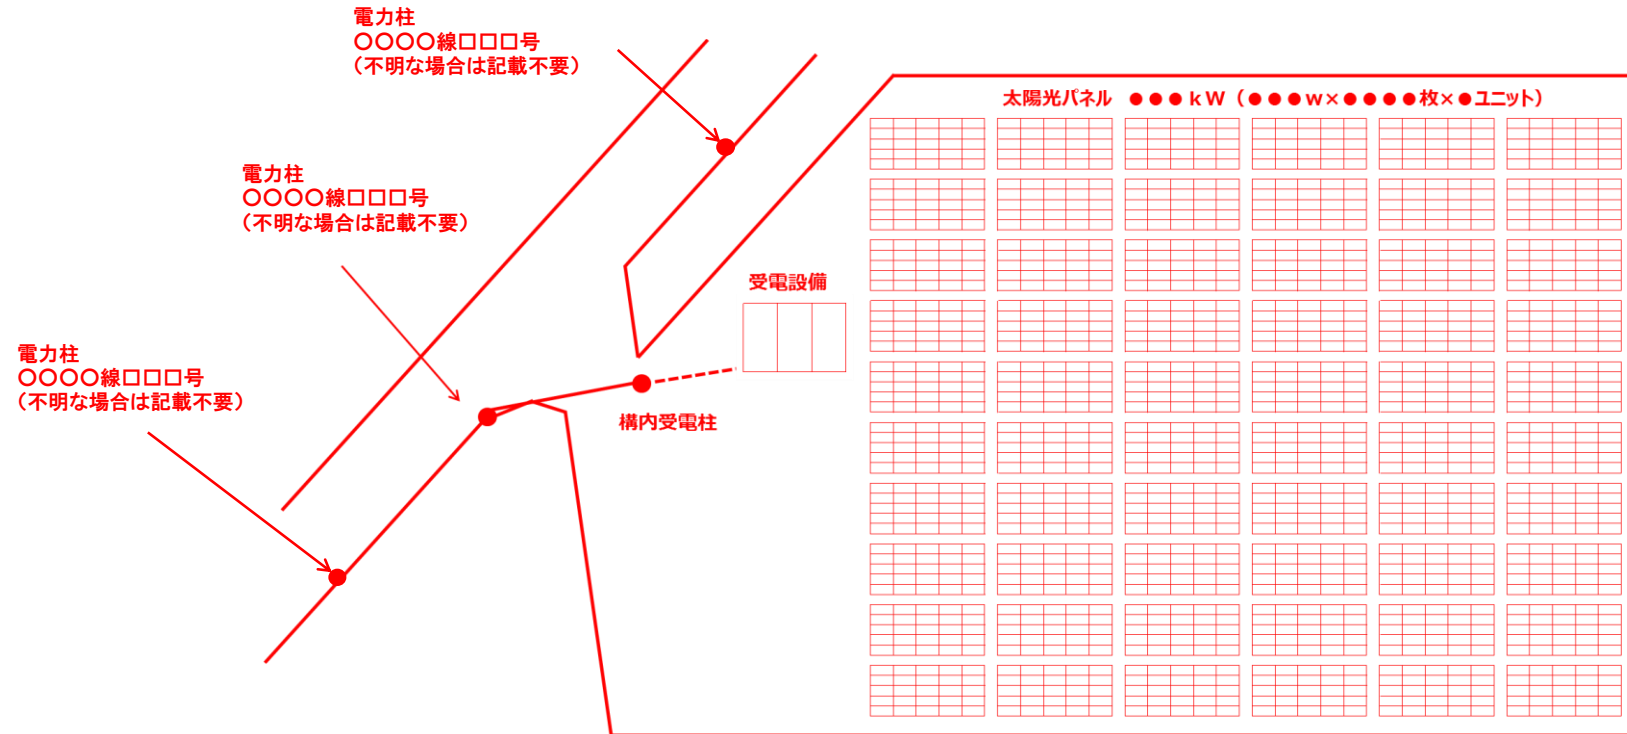 電力柱
〇〇〇〇線□□□号
（不明な場合は記載不要）
太陽光パネル ●●●ｋＷ（●●●ｗ×●●●●枚×●ユニット）
電力柱
〇〇〇〇線□□□号
（不明な場合は記載不要）
受電設備
電力柱
〇〇〇〇線□□□号
（不明な場合は記載不要）
構内受電柱